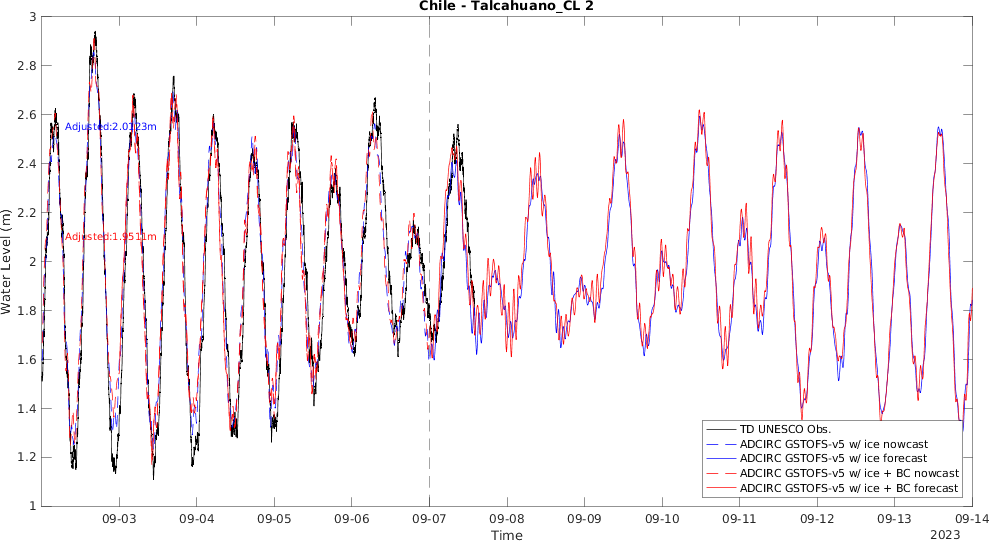 Chile - Talcahuano_CL 2
3
2.8
2.6
2.4
2.2
2
1.8
1.6
1.4
1.2
1
Water Level (m)
Adjusted:2.0123m
Adjusted:1.9511m
TD UNESCO Obs.
ADCIRC GSTOFS-v5 w/ ice nowcast
ADCIRC GSTOFS-v5 w/ ice forecast
ADCIRC GSTOFS-v5 w/ ice + BC nowcast
ADCIRC GSTOFS-v5 w/ ice + BC forecast
09-03 09-04 09-05 09-06 09-07 09-08 09-09 09-10 09-11 09-12 09-13 09-14
Time
2023